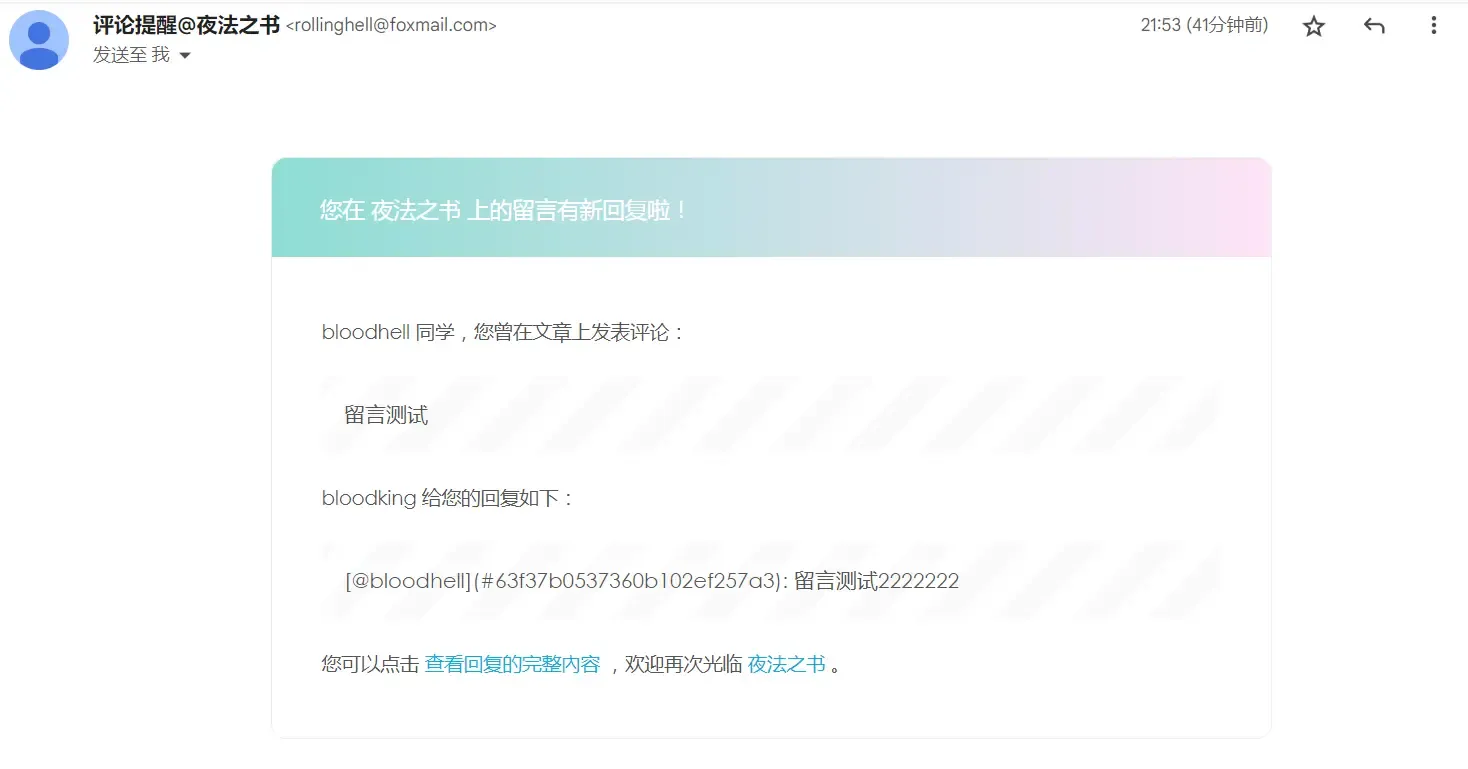 评论提醒@夜法之书 <rollinghell@foxmail.com> 21:53 (41分钟前)
发送至 我
您在 夜法之书 上的留言有新回复啦！
bloodhell 同学，您曾在文章上发表评论：
留言测试
bloodking 给您的回复如下：
[@bloodhell](#63f37b0537360b102ef257a3): 留言测试2222222
您可以点击 查看回复的完整內容 ，欢迎再次光临 夜法之书 。